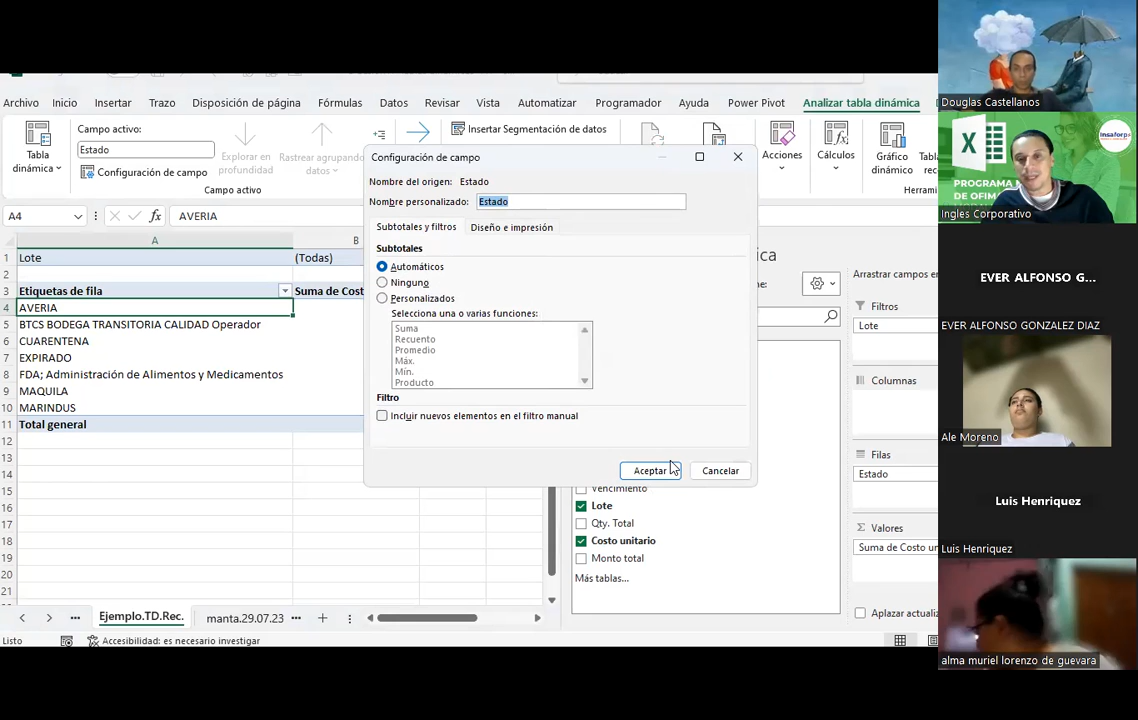 Archivo Inicio Insertar Trazo Disposición de página Fórmulas Datos Revisar Vista Automatizar Programador Ayuda Power Pivot Analizar tabla dinámica
Tabla dinámica
Campo activo:
Estado
Configuración de campo
Explorar en profundidad
Rastrear agrupando datos
Campo activo
Insertar Segmentación de datos
Acciones
Cálculos
Gráfico dinámico
A4
fx
AVERIA
A B
1 Lote (Todas)
2
3 Etiquetas de fila Suma de Cost
4 AVERIA
5 BTCS BODEGA TRANSITORIA CALIDAD Operador
6 CUARENTENA
7 EXPIRADO
8 FDA; Administración de Alimentos y Medicamentos
9 MAQUILA
10 MARINDUS
11 Total general
12
13
14
15
16
17
18
19
20
21
Configuración de campo
Nombre del origen: Estado
Nombre personalizado: Estado
Subtotales y filtros Diseño e impresión
Subtotales
Automáticos
Ninguno
Personalizados
Selecciona una o varias funciones:
Suma
Recuento
Promedio
Máx.
Mín.
Producto
Filtro
Incluir nuevos elementos en el filtro manual
Aceptar Cancelar
Lote
Qty. Total
Costo unitario
Monto total
Más tablas...
Arrastrar campos en
Filtros
Lote
Columnas
Filas
Estado
Valores
Suma de Costo un
Aplazar actualiz
Ejemplo.TD.Rec. manta.29.07.23
Listo Accesibilidad: es necesario investigar
Douglas Castellanos
insaforp
PROGRAMA
DE OFIM
Ingles Corporativo
EVER ALFONSO G...
EVER ALFONSO GONZALEZ DIAZ
Ale Moreno
Luis Henriquez
Luis Henriquez
alma muriel lorenzo de guevara